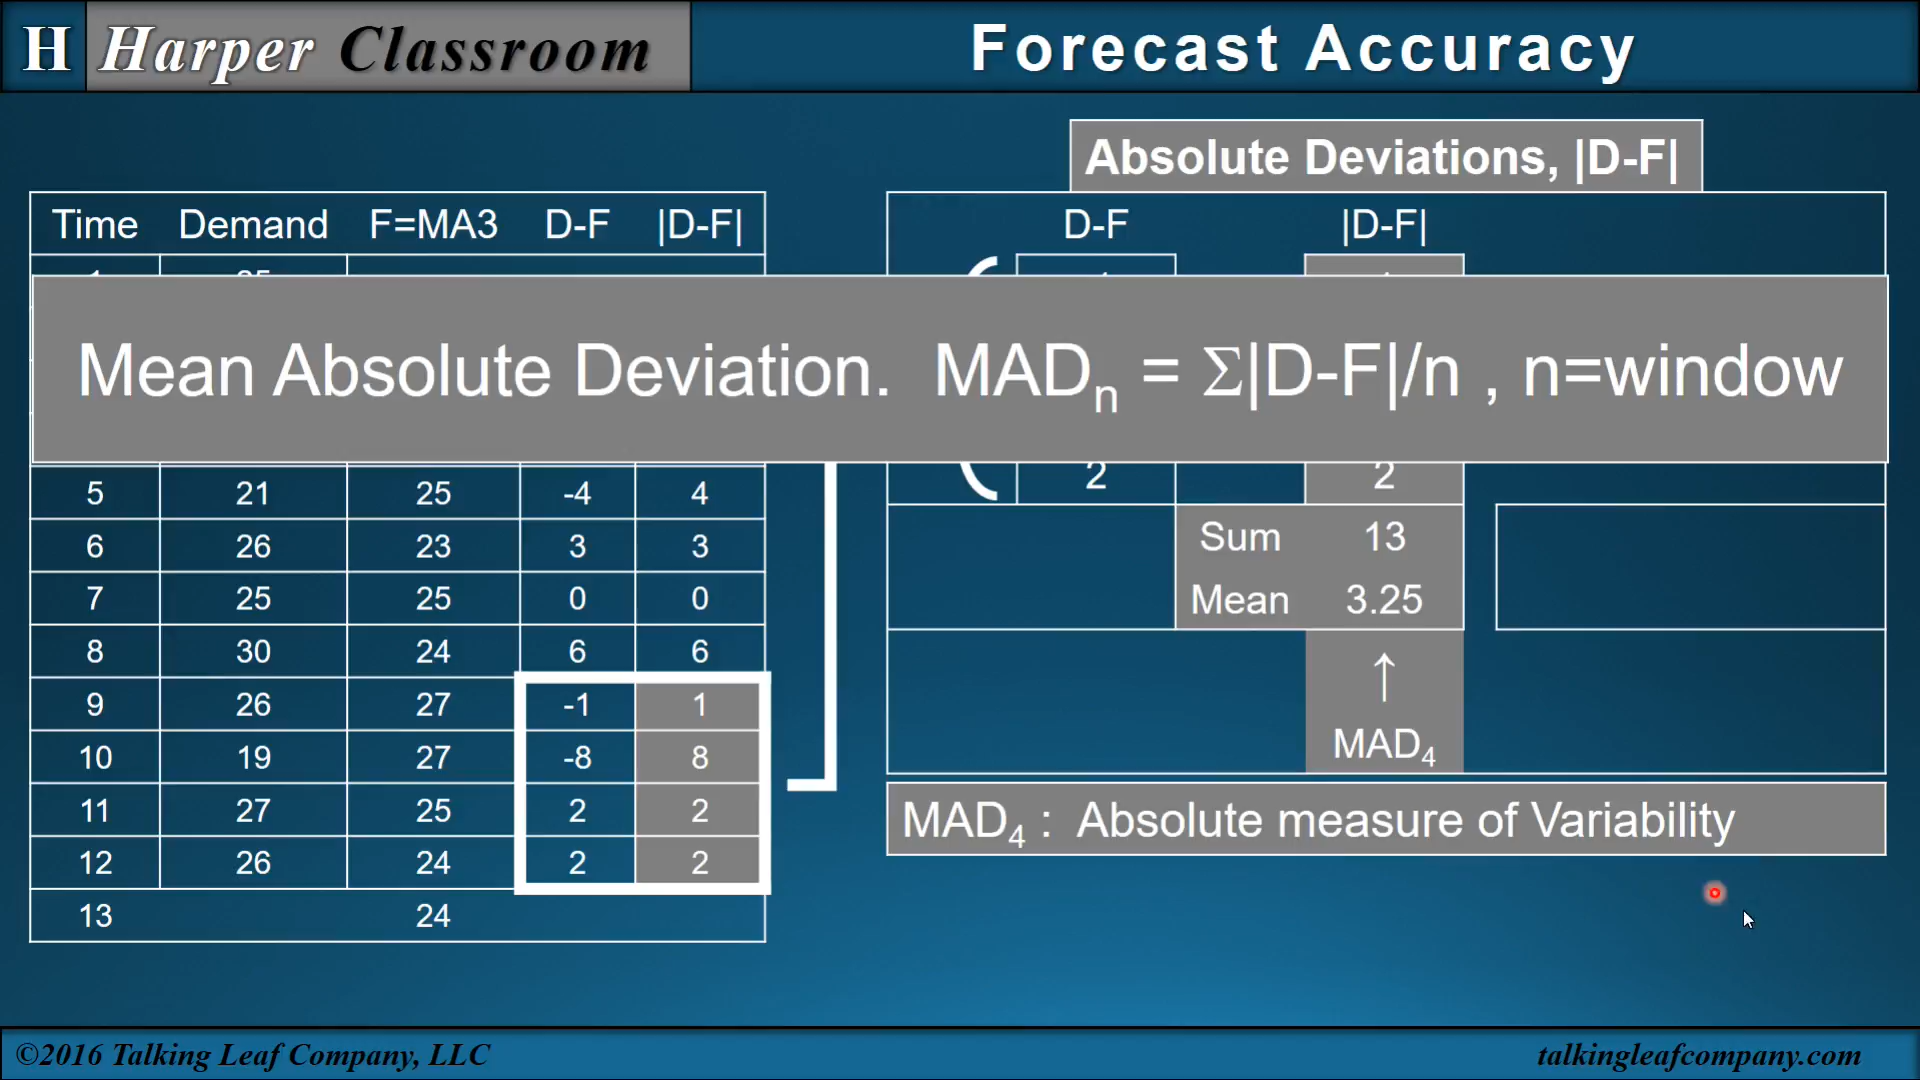 H Harper Classroom
Forecast Accuracy
Absolute Deviations, |D-F|
Time Demand F=MA3 D-F |D-F|
D-F |D-F|
Mean Absolute Deviation. MADn = Σ|D-F|/n , n=window
5 21 25 -4 4
6 26 23 3 3
7 25 25 0 0
8 30 24 6 6
9 26 27 -1 1
10 19 27 -8 8
11 27 25 2 2
12 26 24 2 2
13 24
2 2
Sum 13
Mean 3.25
↑
MAD4
MAD4 : Absolute measure of Variability
©2016 Talking Leaf Company, LLC
talkingleafcompany.com